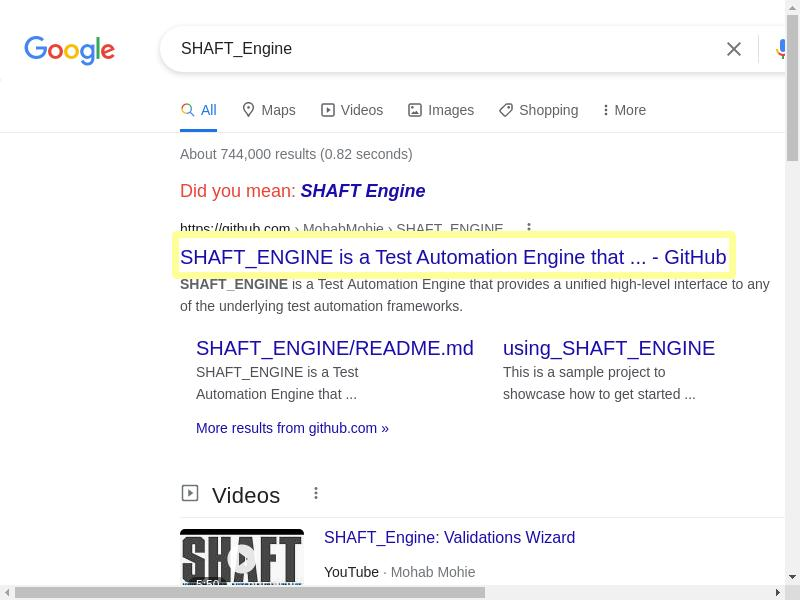 Google
SHAFT_Engine
All Maps Videos Images Shopping More
About 744,000 results (0.82 seconds)
Did you mean: SHAFT Engine
https://github.com › MohabMohie › SHAFT_ENGINE
SHAFT_ENGINE is a Test Automation Engine that ... - GitHub
SHAFT_ENGINE is a Test Automation Engine that provides a unified high-level interface to any
of the underlying test automation frameworks.
SHAFT_ENGINE/README.md
SHAFT_ENGINE is a Test
Automation Engine that ...
using_SHAFT_ENGINE
This is a sample project to
showcase how to get started ...
More results from github.com »
Videos
SHAFT_Engine: Validations Wizard
SHAFT
5:50
YouTube · Mohab Mohie